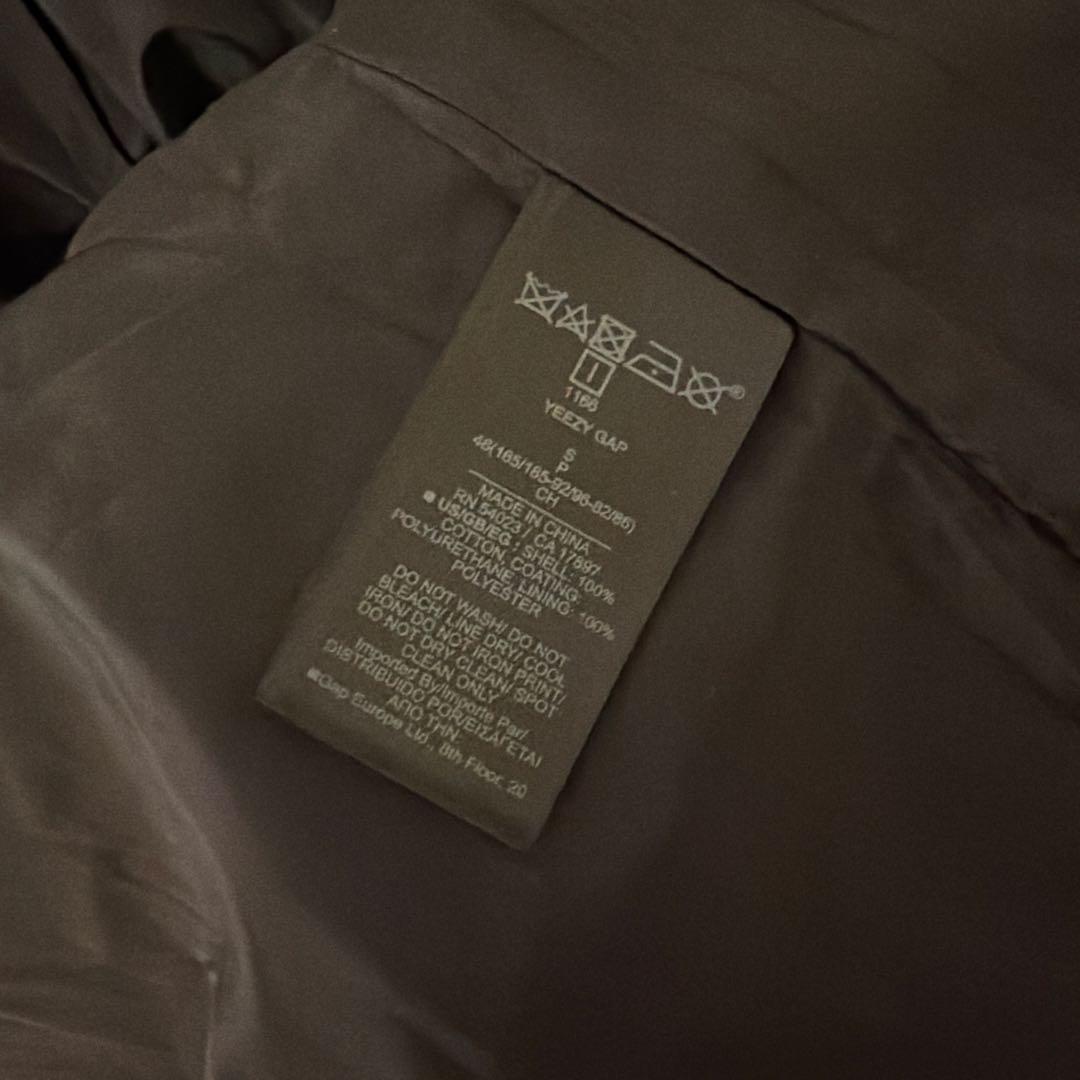 1166
YEEZY GAP
S
P
48(165/185-92/96-82/86)
CH
MADE IN CHINA
RN 54023 / CA 17897
US/GB/EG : SHELL: 100%
COTTON, COATING:
POLYURETHANE, LINING: 100%
POLYESTER
DO NOT WASH/ DO NOT
BLEACH/ LINE DRY/ COOL
IRON/ DO NOT IRON PRINT,
DO NOT DRY CLEAN/ SPOT
CLEAN ONLY
Imported By/Importe Par/
DISTRIBUIDO POR/ΕΙΣΑΓΕΤΑΙ
ΑΠΟ ΤΗΝ.
Gap Europe Ltd., 8th Floor, 20